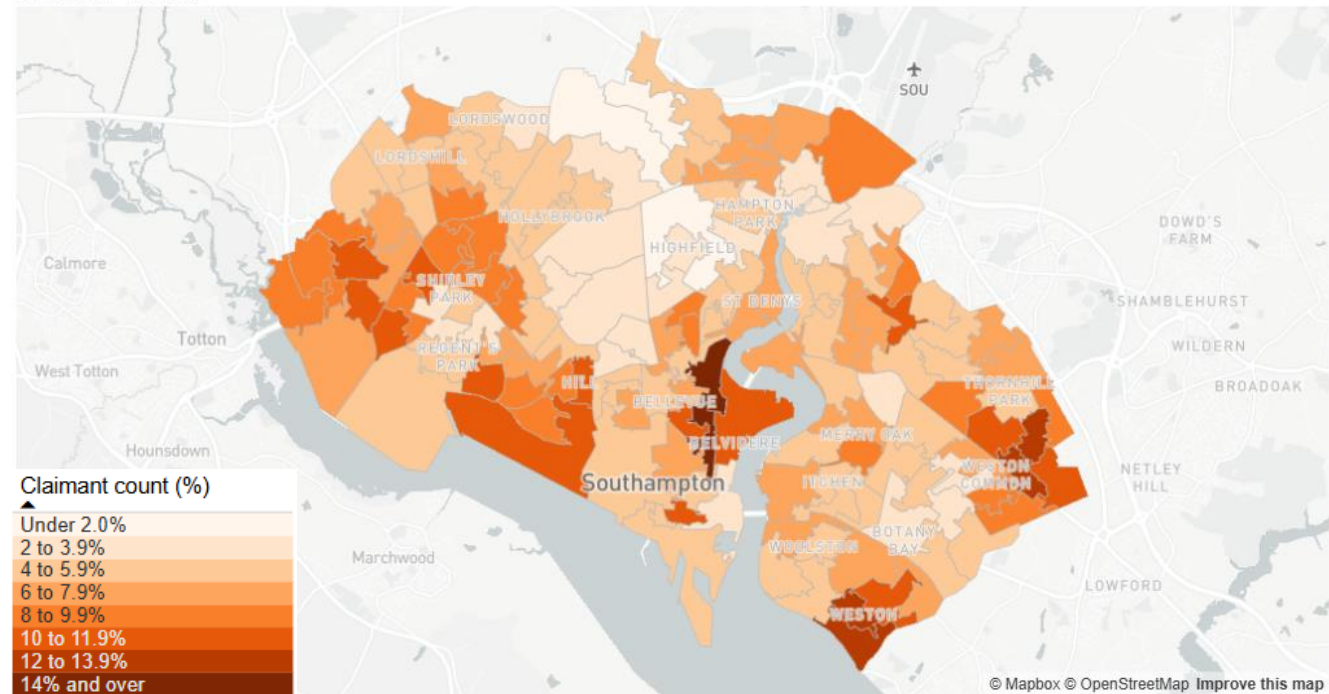 SOU
LORDSWOOD
LORDSHILL
HOLLYBROOK
HAMPTON
PARK
HIGHFIELD
DOWD'S
FARM
Calmore
SHIRLEY
PARK
ST DENYS
SHAMBLEHURST
Totton
REGENT'S
PARK
WILDERN
West Totton
HILL
THORNHILL
PARK
BROADOAK
BELLEVUE
MERRY OAK
BELVIDERE
Hounsdown
WESTON
COMMON
NETLEY
HILL
Southampton
ITCHEN
BOTANY
BAY
WOOLSTON
Marchwood
LOWFORD
WESTON
Claimant count (%)
Under 2.0%
2 to 3.9%
4 to 5.9%
6 to 7.9%
8 to 9.9%
10 to 11.9%
12 to 13.9%
14% and over
© Mapbox © OpenStreetMap Improve this map